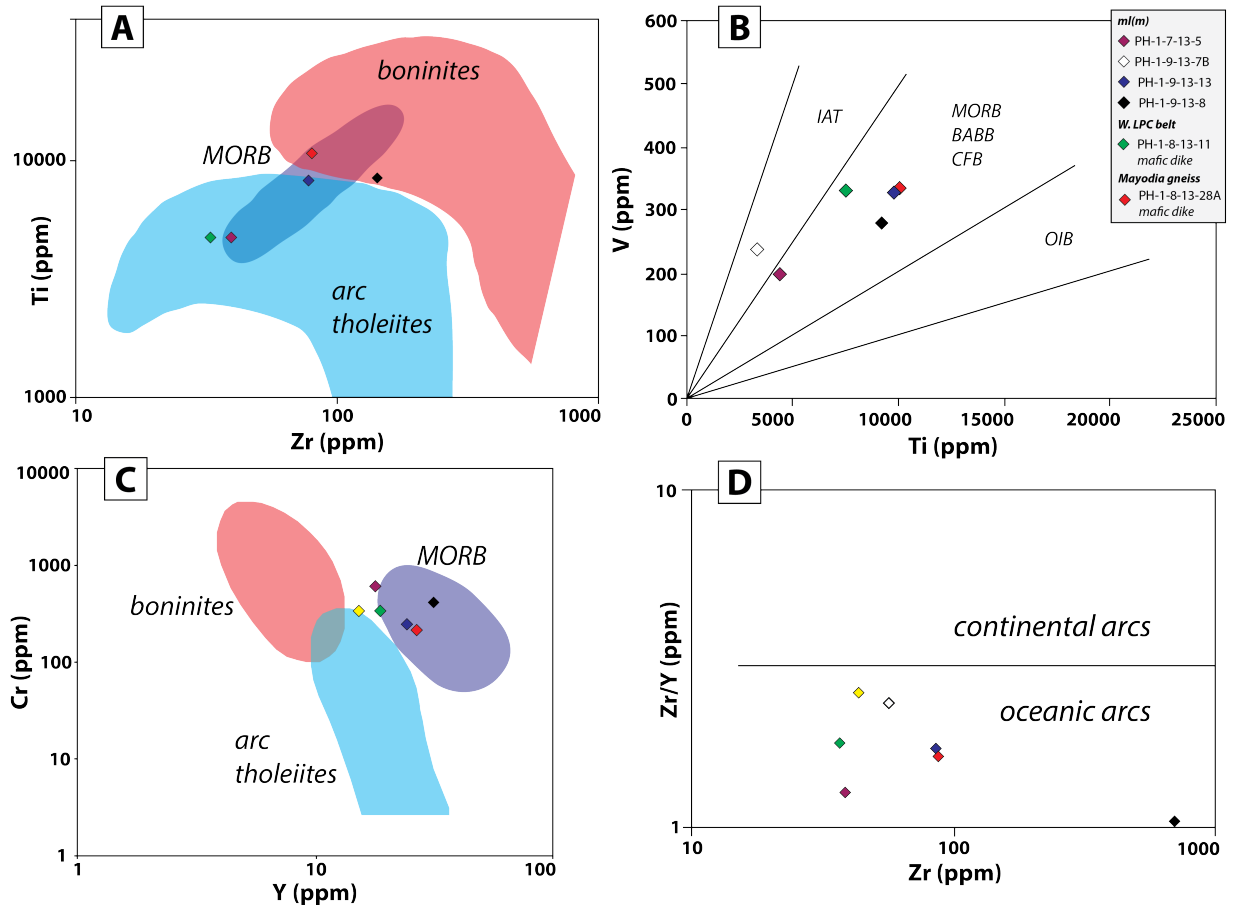 A
boninites
MORB
arc
tholeiites
10000
1000
Ti (ppm)
10
100
1000
Zr (ppm)
B
600
500
400
300
200
100
0
V (ppm)
IAT
MORB
BABB
CFB
OIB
0
5000
10000
15000
20000
25000
Ti (ppm)
ml(m)
PH-1-7-13-5
PH-1-9-13-7B
PH-1-9-13-13
PH-1-9-13-8
W. LPC belt
PH-1-8-13-11
mafic dike
Mayodia gneiss
PH-1-8-13-28A
mafic dike
C
10000
1000
100
10
1
Cr (ppm)
MORB
boninites
arc
tholeiites
1
10
100
Y (ppm)
D
10
1
Zr/Y (ppm)
continental arcs
oceanic arcs
10
100
1000
Zr (ppm)